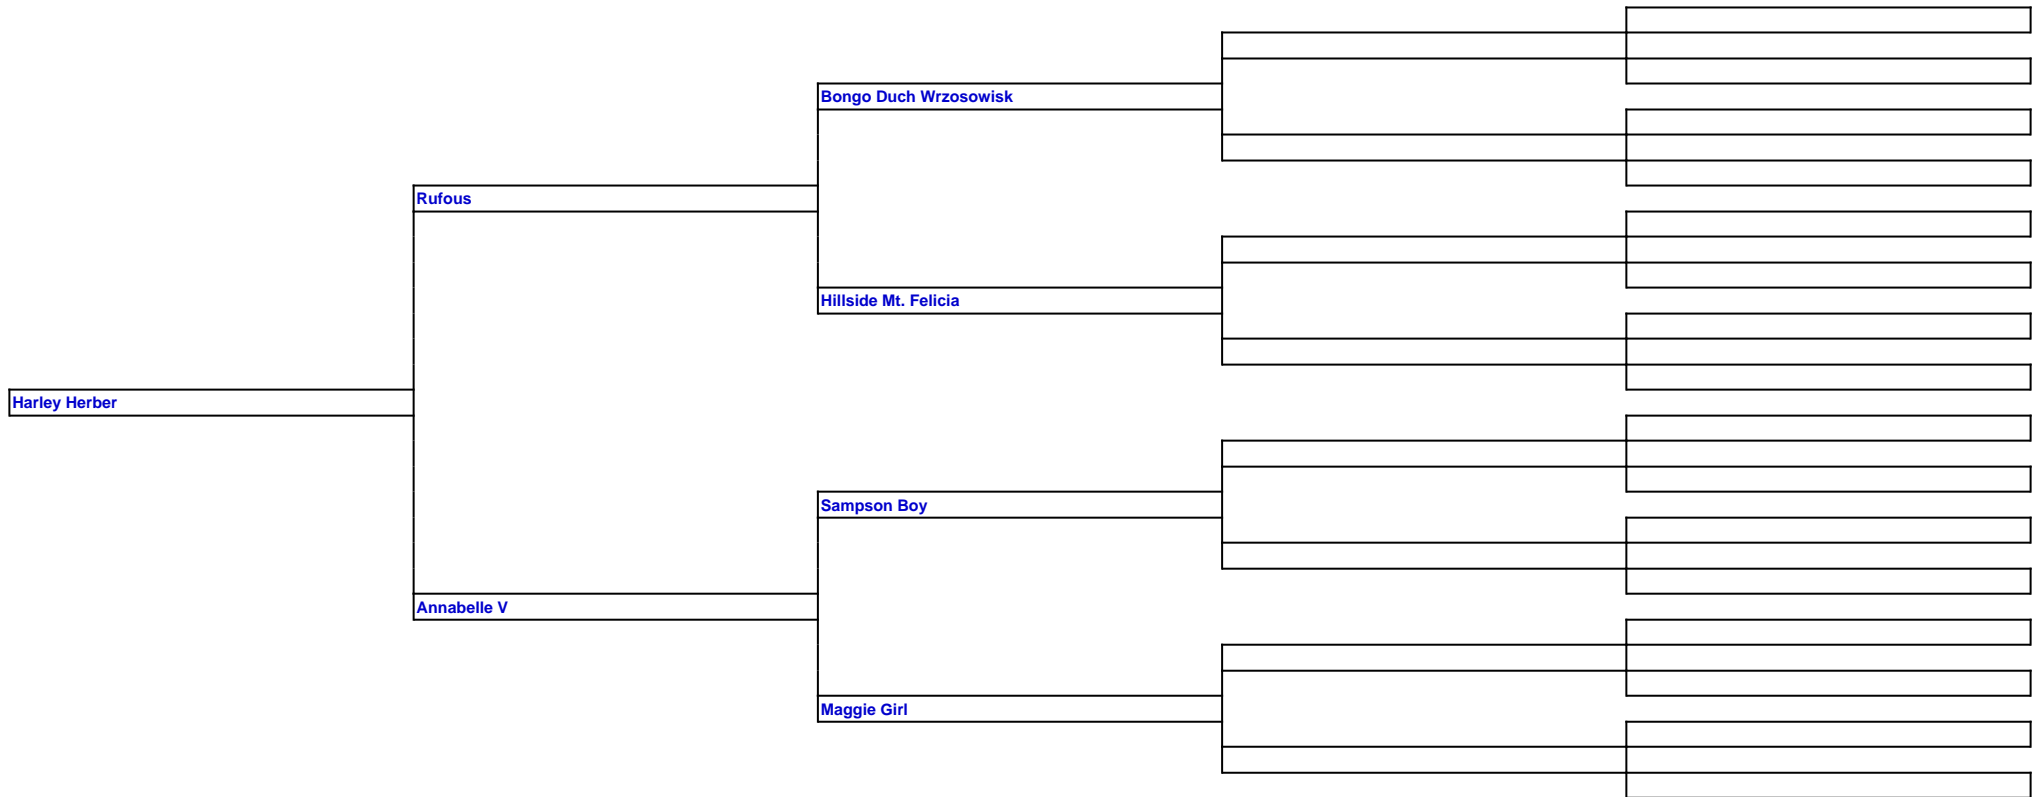 Bongo Duch Wrzosowisk
Rufous
Hillside Mt. Felicia
Harley Herber
Sampson Boy
Annabelle V
Maggie Girl